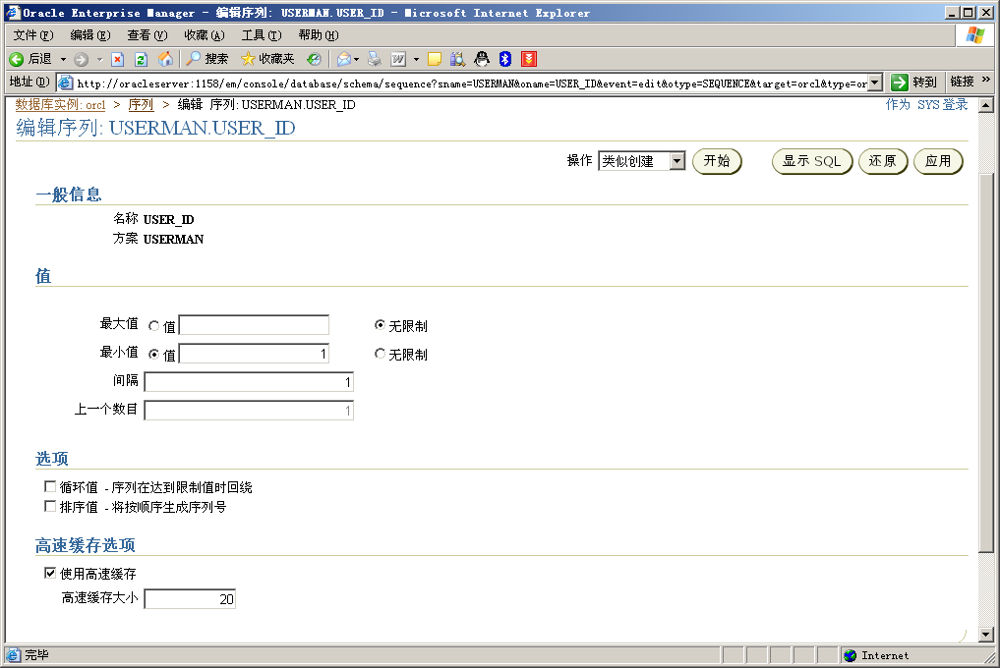 Oracle Enterprise Manager - 编辑序列: USERMAN.USER_ID - Microsoft Internet Explorer
文件(F) 编辑(E) 查看(V) 收藏(A) 工具(T) 帮助(H)
后退 搜索 收藏夹
地址(D) http://oracleserver:1158/em/console/database/schema/sequence?sname=USERMAN&oname=USER_ID&event=edit&otype=SEQUENCE&target=orcl&type=or 转到 链接 »
数据库实例: orcl > 序列 > 编辑 序列: USERMAN.USER_ID 作为 SYS 登录
编辑序列: USERMAN.USER_ID
操作 类似创建 开始 显示 SQL 还原 应用
一般信息
名称 USER_ID
方案 USERMAN
值
最大值 值 无限制
最小值 值 1 无限制
间隔 1
上一个数目 1
选项
循环值 - 序列在达到限制值时回绕
排序值 - 将按顺序生成序列号
高速缓存选项
使用高速缓存
高速缓存大小 20
完毕 Internet